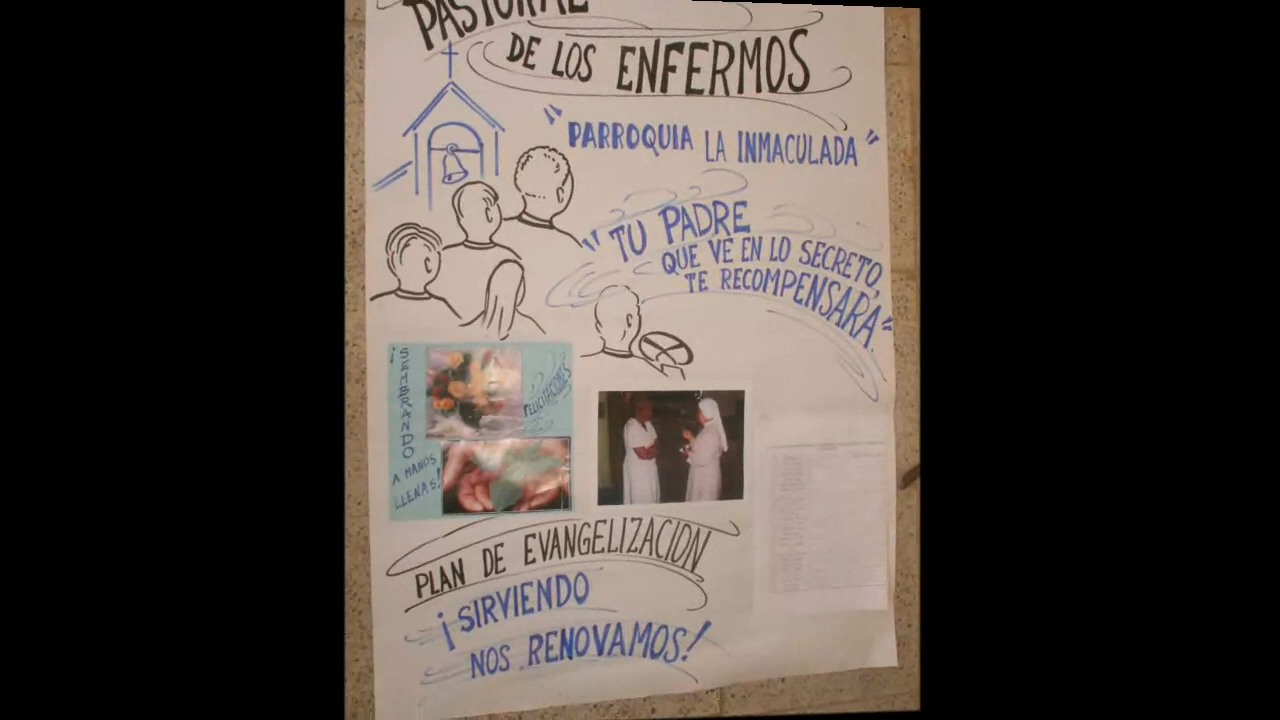 PASTORAL
DE LOS ENFERMOS
"PARROQUIA LA INMACULADA"
"TU PADRE
QUE VE EN LO SECRETO,
TE RECOMPENSARÁ."
¡SEMBRANDO
A MANOS
LLENAS!
FELICITACIONES
PLAN DE EVANGELIZACIÓN
¡SIRVIENDO
NOS RENOVAMOS!